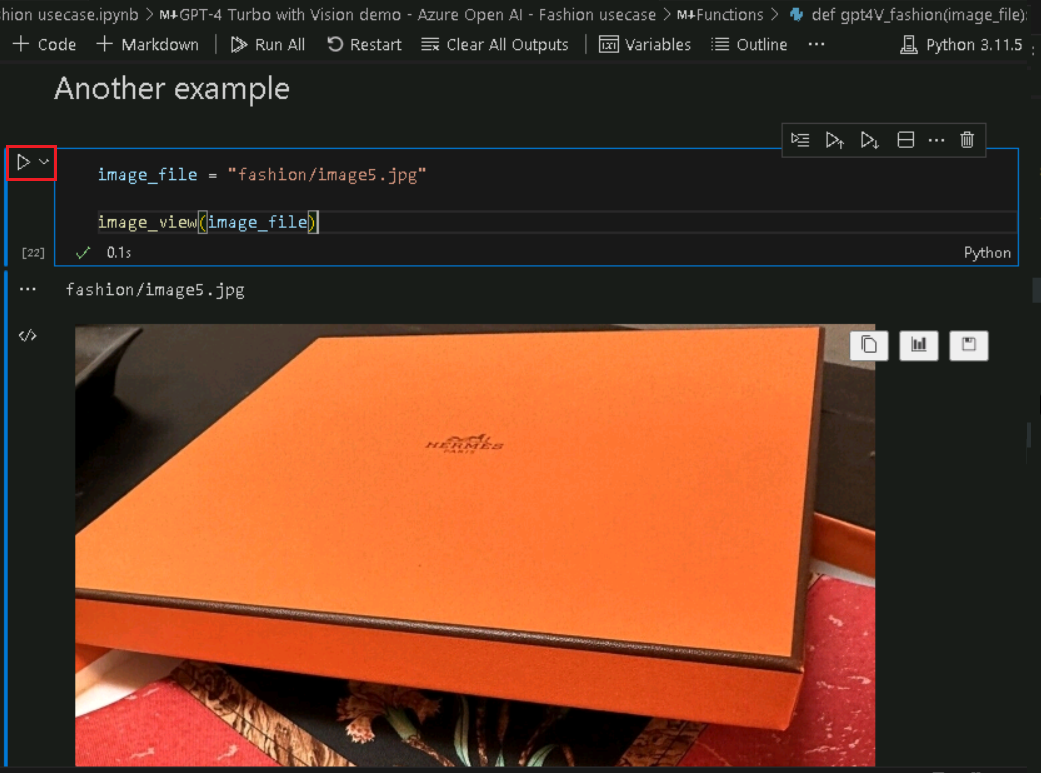 hion usecase.ipynb > M↓GPT-4 Turbo with Vision demo - Azure Open AI - Fashion usecase > M↓Functions > def gpt4V_fashion(image_file):
+ Code + Markdown | Run All Restart Clear All Outputs | Variables Outline ··· Python 3.11.5
Another example
image_file = "fashion/image5.jpg"
image_view(image_file)
[22] ✓ 0.1s Python
··· fashion/image5.jpg
</>
HERMES
PARIS